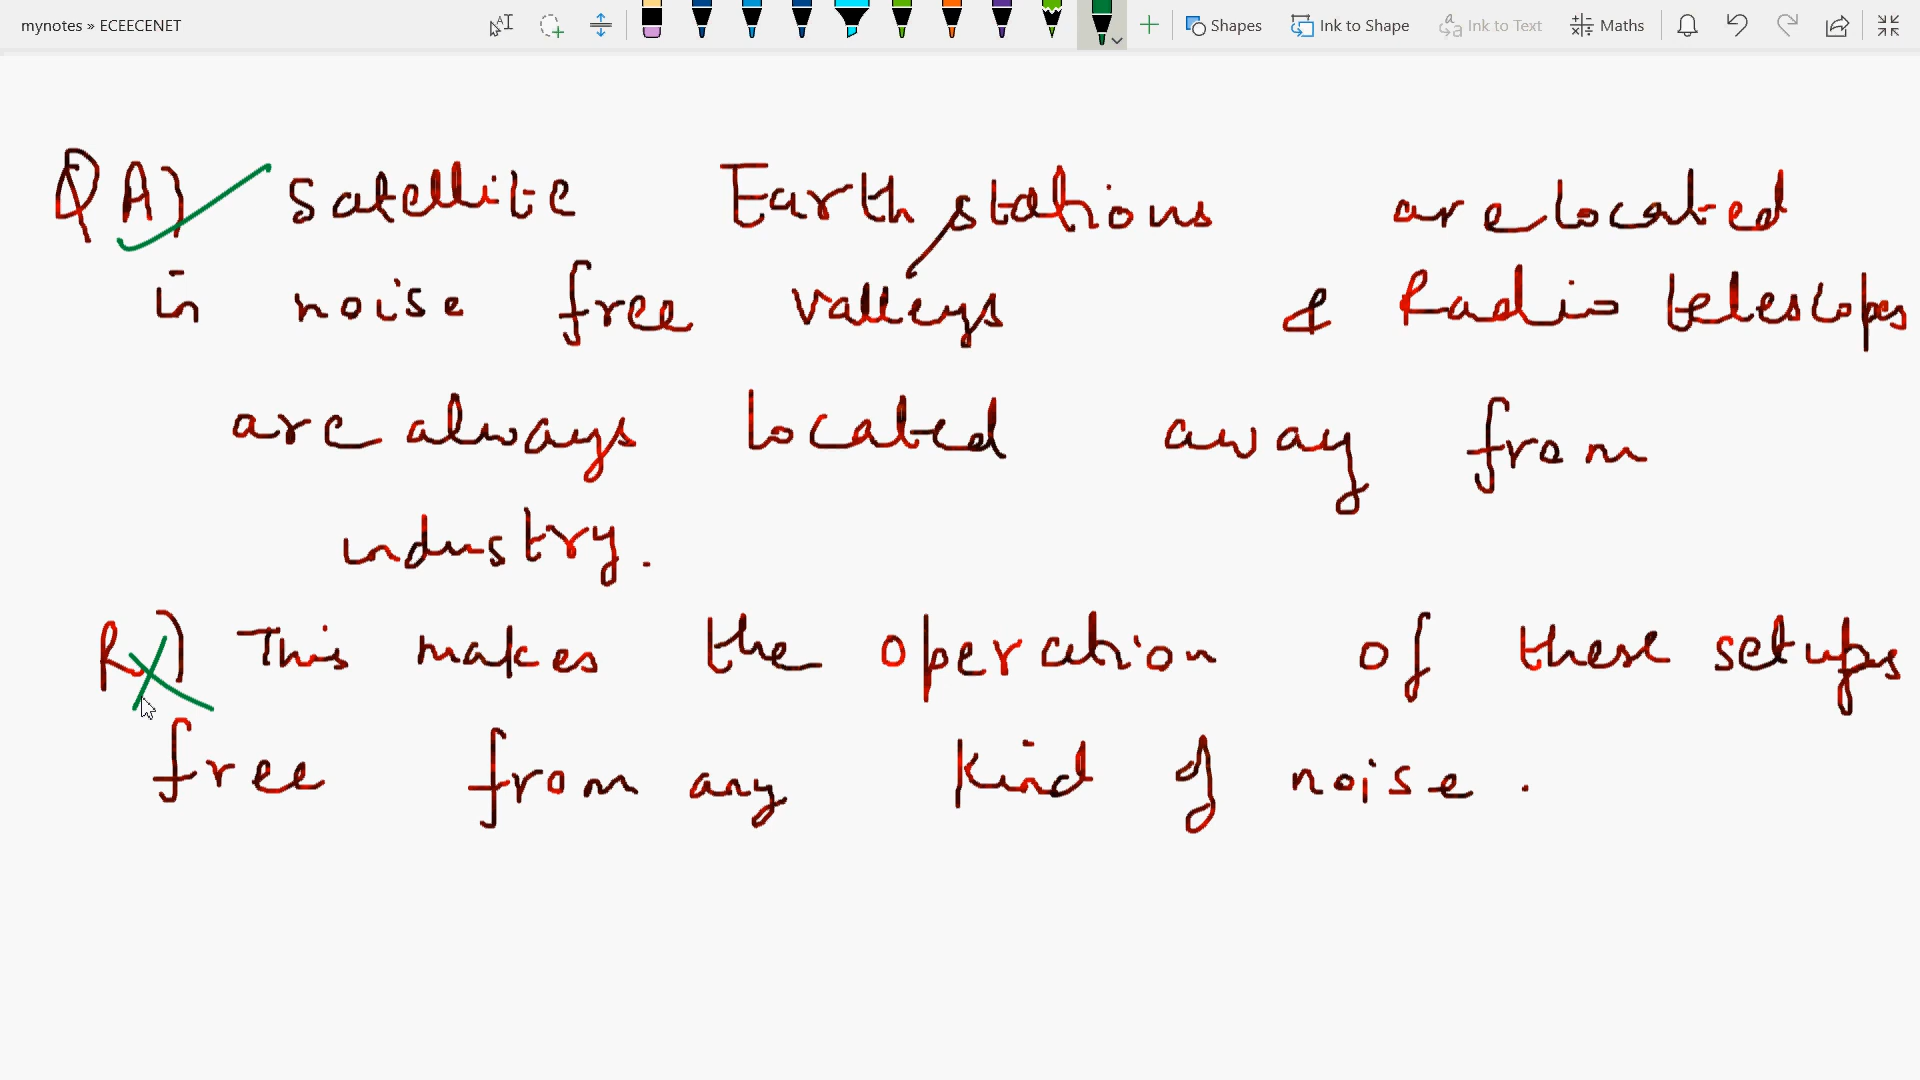 mynotes » ECEECENET
Shapes Ink to Shape Ink to Text Maths
Q A) Satellite Earth stations are located
in noise free valleys & Radio telescopes
are always located away from
industry.
R) This makes the operation of these setups
free from any kind of noise.